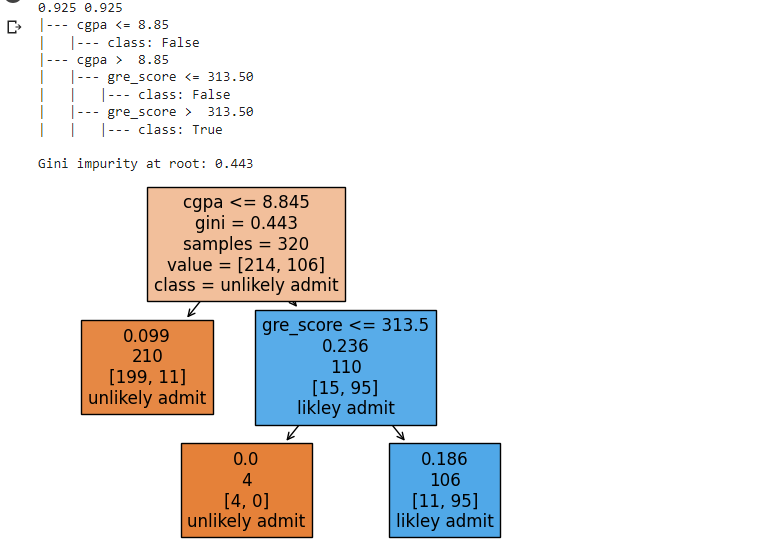 0.925 0.925
|--- cgpa <= 8.85
|   |--- class: False
|--- cgpa >  8.85
|   |--- gre_score <= 313.50
|   |   |--- class: False
|   |--- gre_score >  313.50
|   |   |--- class: True
Gini impurity at root: 0.443
cgpa <= 8.845
gini = 0.443
samples = 320
value = [214, 106]
class = unlikely admit
0.099
210
[199, 11]
unlikely admit
gre_score <= 313.5
0.236
110
[15, 95]
likley admit
0.0
4
[4, 0]
unlikely admit
0.186
106
[11, 95]
likley admit